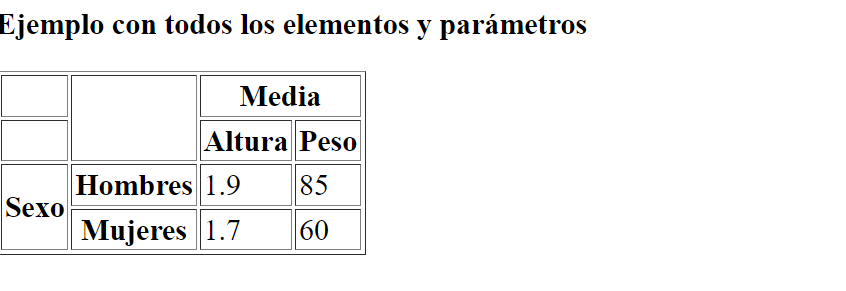 Ejemplo con todos los elementos y parámetros
Media
Altura Peso
Sexo
Hombres 1.9 85
Mujeres 1.7 60